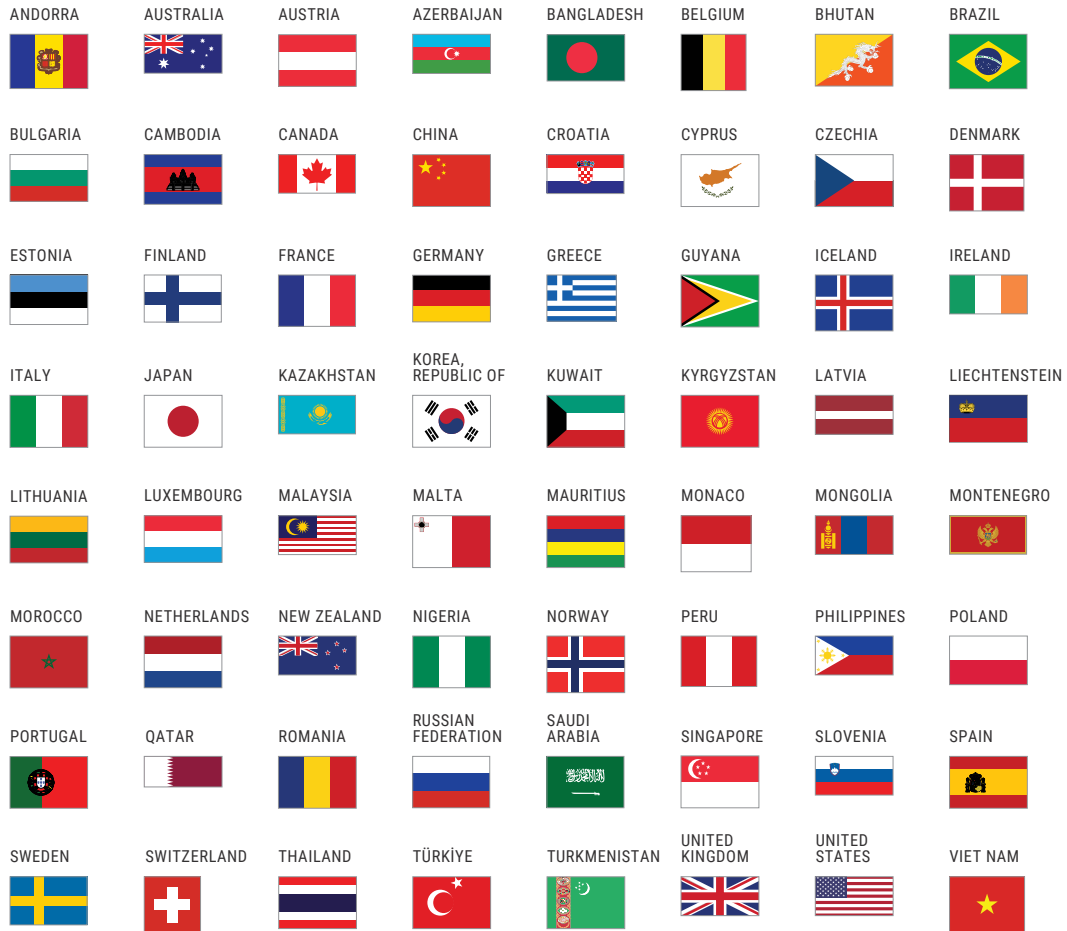 ANDORRA
AUSTRALIA
AUSTRIA
AZERBAIJAN
BANGLADESH
BELGIUM
BHUTAN
BRAZIL
BULGARIA
CAMBODIA
CANADA
CHINA
CROATIA
CYPRUS
CZECHIA
DENMARK
ESTONIA
FINLAND
FRANCE
GERMANY
GREECE
GUYANA
ICELAND
IRELAND
ITALY
JAPAN
KAZAKHSTAN
KOREA,
REPUBLIC OF
KUWAIT
KYRGYZSTAN
LATVIA
LIECHTENSTEIN
LITHUANIA
LUXEMBOURG
MALAYSIA
MALTA
MAURITIUS
MONACO
MONGOLIA
MONTENEGRO
MOROCCO
NETHERLANDS
NEW ZEALAND
NIGERIA
NORWAY
PERU
PHILIPPINES
POLAND
PORTUGAL
QATAR
ROMANIA
RUSSIAN
FEDERATION
SAUDI
ARABIA
SINGAPORE
SLOVENIA
SPAIN
SWEDEN
SWITZERLAND
THAILAND
TÜRKİYE
TURKMENISTAN
UNITED
KINGDOM
UNITED
STATES
VIET NAM